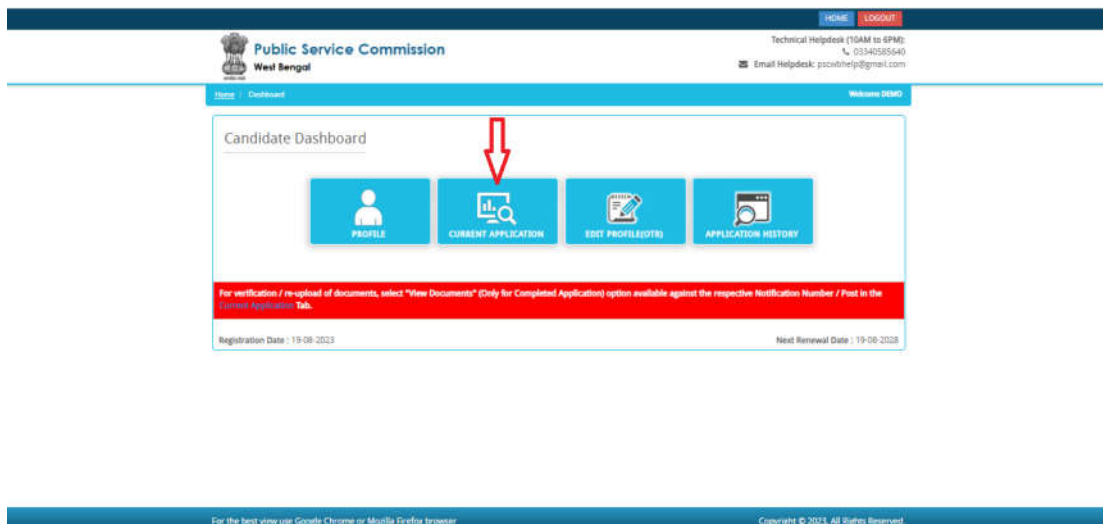 HOME LOGOUT
Public Service Commission
West Bengal
Technical Helpdesk (10AM to 6PM):
03340585640
Email Helpdesk: pscwbhelp@gmail.com
Home / Dashboard
Welcome DEMO
Candidate Dashboard
PROFILE CURRENT APPLICATION EDIT PROFILE(OTR) APPLICATION HISTORY
For verification / re-upload of documents, select "View Documents" (Only for Completed Application) option available against the respective Notification Number / Post in the
Current Application Tab.
Registration Date : 19-08-2023
Next Renewal Date : 19-08-2028
For the best view use Google Chrome or Mozilla Firefox browser
Copyright © 2023. All Rights Reserved.